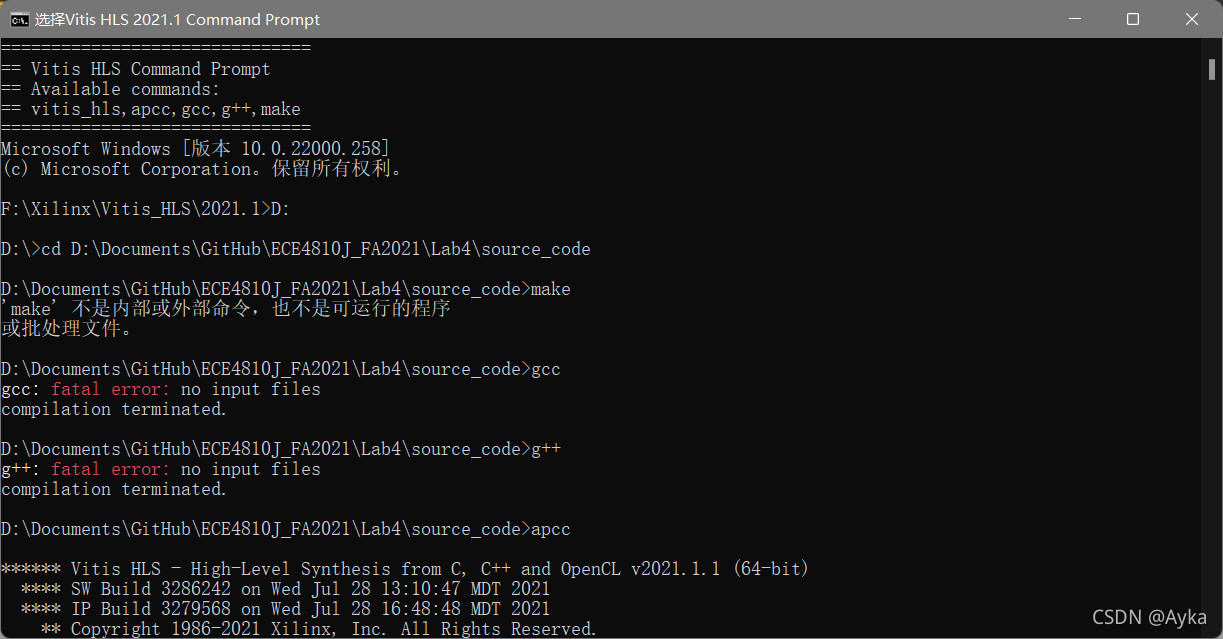 选择Vitis HLS 2021.1 Command Prompt
===============================
== Vitis HLS Command Prompt
== Available commands:
== vitis_hls,apcc,gcc,g++,make
===============================
Microsoft Windows [版本 10.0.22000.258]
(c) Microsoft Corporation。保留所有权利。
F:\Xilinx\Vitis_HLS\2021.1>D:
D:\>cd D:\Documents\GitHub\ECE4810J_FA2021\Lab4\source_code
D:\Documents\GitHub\ECE4810J_FA2021\Lab4\source_code>make
'make' 不是内部或外部命令，也不是可运行的程序
或批处理文件。
D:\Documents\GitHub\ECE4810J_FA2021\Lab4\source_code>gcc
gcc: fatal error: no input files
compilation terminated.
D:\Documents\GitHub\ECE4810J_FA2021\Lab4\source_code>g++
g++: fatal error: no input files
compilation terminated.
D:\Documents\GitHub\ECE4810J_FA2021\Lab4\source_code>apcc
****** Vitis HLS - High-Level Synthesis from C, C++ and OpenCL v2021.1.1 (64-bit)
**** SW Build 3286242 on Wed Jul 28 13:10:47 MDT 2021
**** IP Build 3279568 on Wed Jul 28 16:48:48 MDT 2021
** Copyright 1986-2021 Xilinx, Inc. All Rights Reserved.
CSDN @Ayka